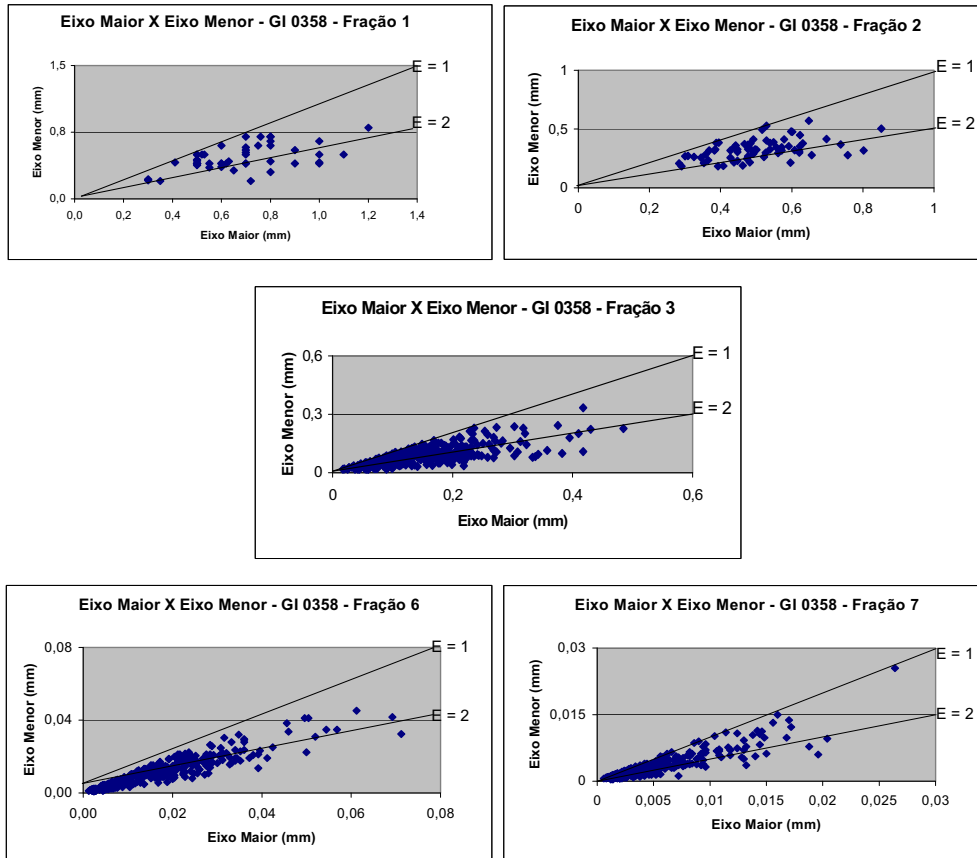 Eixo Maior X Eixo Menor - GI 0358 - Fração 1
1,5
0,8
0,0
Eixo Menor (mm)
0,0 0,2 0,4 0,6 0,8 1,0 1,2 1,4
Eixo Maior (mm)
E = 1
E = 2
Eixo Maior X Eixo Menor - GI 0358 - Fração 2
1
0,5
0
Eixo Menor (mm)
0 0,2 0,4 0,6 0,8 1
Eixo Maior (mm)
E = 1
E = 2
Eixo Maior X Eixo Menor - GI 0358 - Fração 3
0,6
0,3
0
Eixo Menor (mm)
0 0,2 0,4 0,6
Eixo Maior (mm)
E = 1
E = 2
Eixo Maior X Eixo Menor - GI 0358 - Fração 6
0,08
0,04
0,00
Eixo Menor (mm)
0,00 0,02 0,04 0,06 0,08
Eixo Maior (mm)
E = 1
E = 2
Eixo Maior X Eixo Menor - GI 0358 - Fração 7
0,03
0,015
0
Eixo Menor (mm)
0 0,005 0,01 0,015 0,02 0,025 0,03
Eixo Maior (mm)
E = 1
E = 2